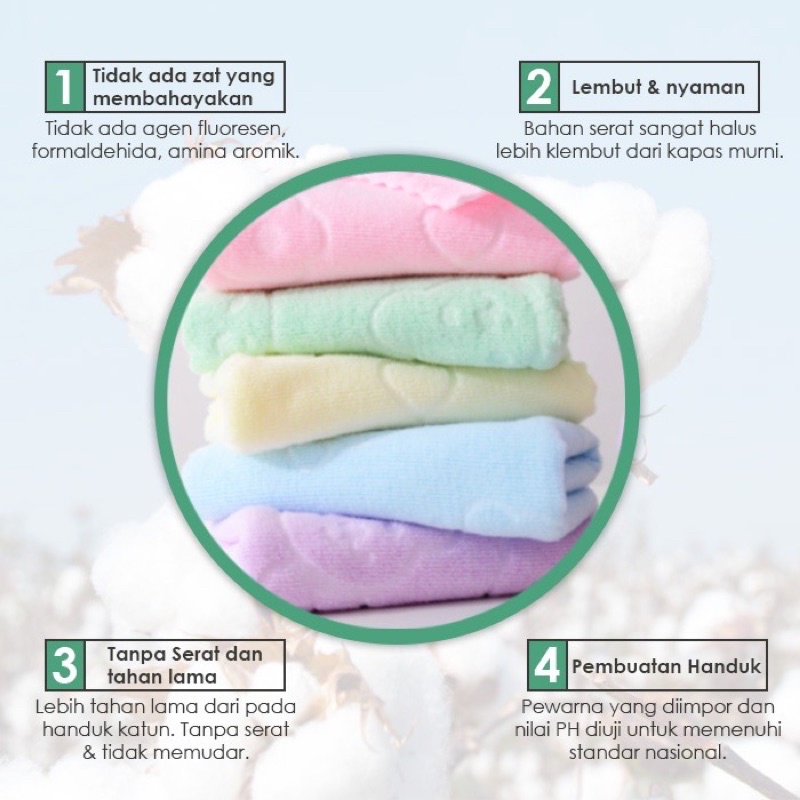 1
Tidak ada zat yang
membahayakan
Tidak ada agen fluoresen,
formaldehida, amina aromik.
2
Lembut & nyaman
Bahan serat sangat halus
lebih klembut dari kapas murni.
3
Tanpa Serat dan
tahan lama
Lebih tahan lama dari pada
handuk katun. Tanpa serat
& tidak memudar.
4
Pembuatan Handuk
Pewarna yang diimpor dan
nilai PH diuji untuk memenuhi
standar nasional.